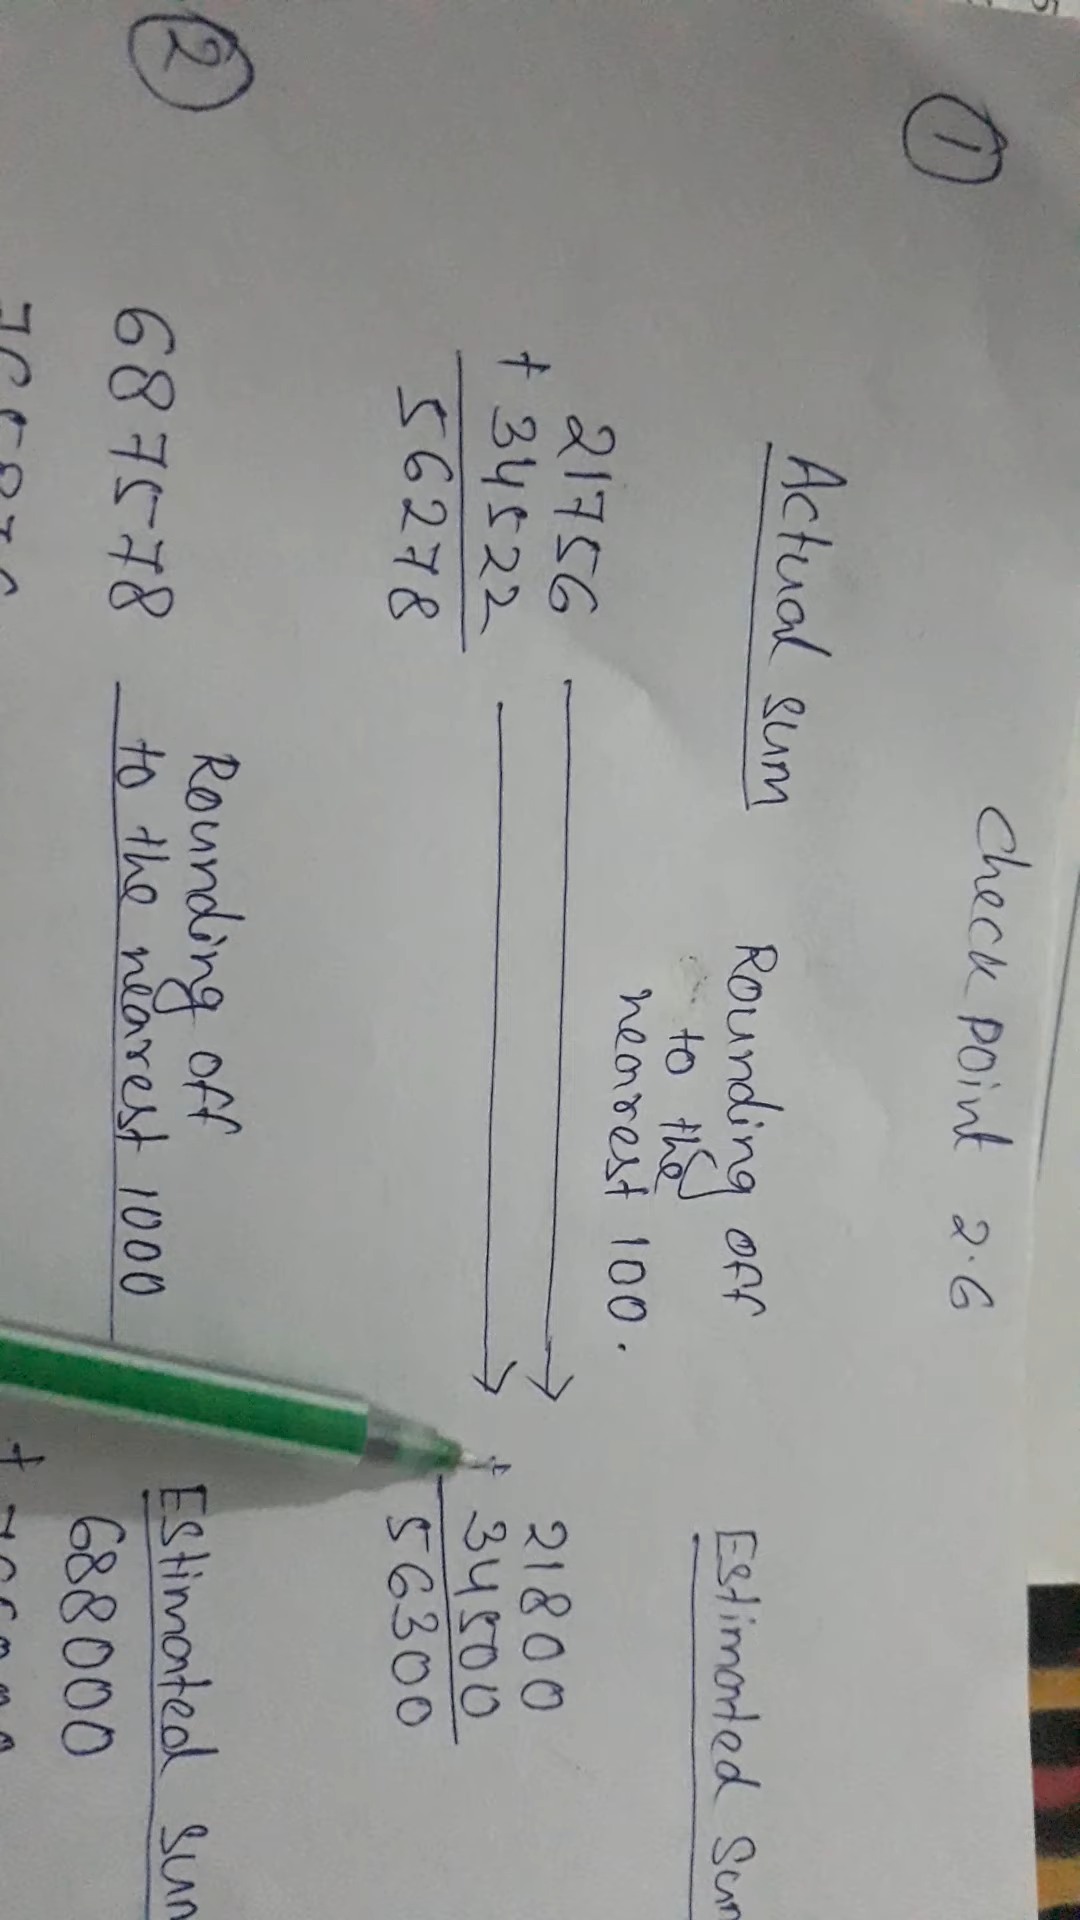 Check point 2.6
①
Actual sum
Rounding off
to the
nearest 100.
Estimated Sum
21756
+ 34522
56278
21800
+ 34500
56300
②
687578
Rounding off
to the nearest 1000
Estimated sum
688000